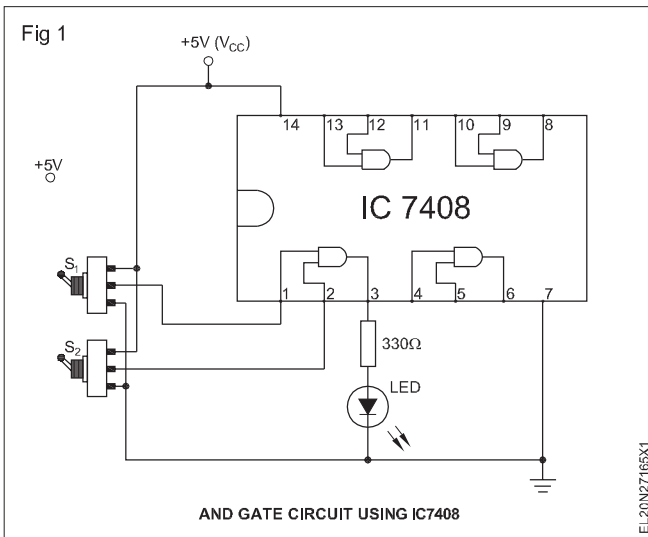 Fig 1
+5V (VCC)
14 13 12 11 10 9 8
+5V
IC 7408
S1
1 2 3 4 5 6 7
330Ω
S2
LED
AND GATE CIRCUIT USING IC7408
EL20N27165X1